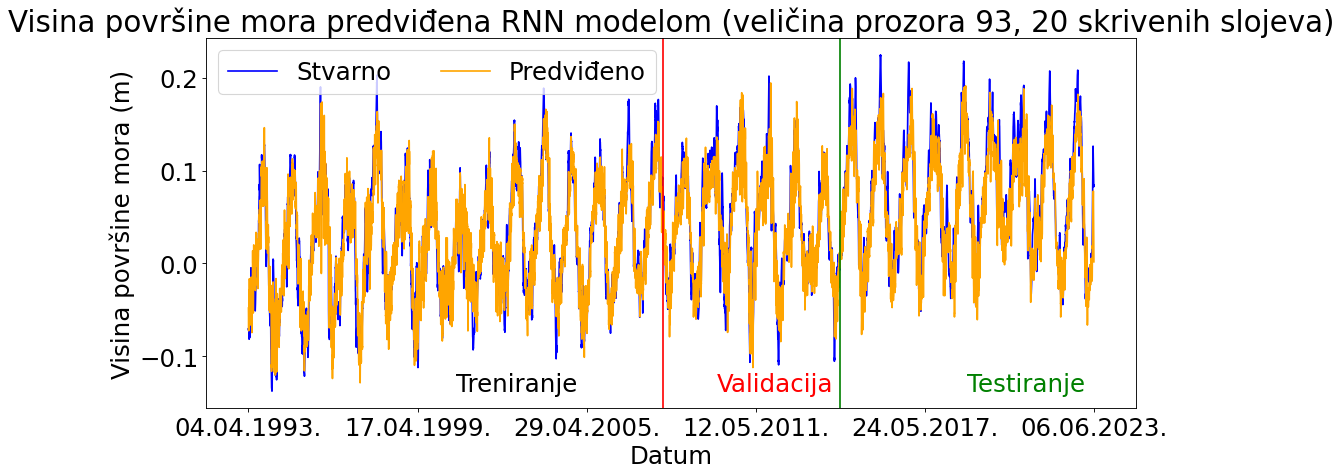 Visina površine mora predviđena RNN modelom (veličina prozora 93, 20 skrivenih slojeva)
Stvarno Predviđeno
Visina površine mora (m)
0.2
0.1
0.0
−0.1
Treniranje Validacija Testiranje
04.04.1993. 17.04.1999. 29.04.2005. 12.05.2011. 24.05.2017. 06.06.2023.
Datum